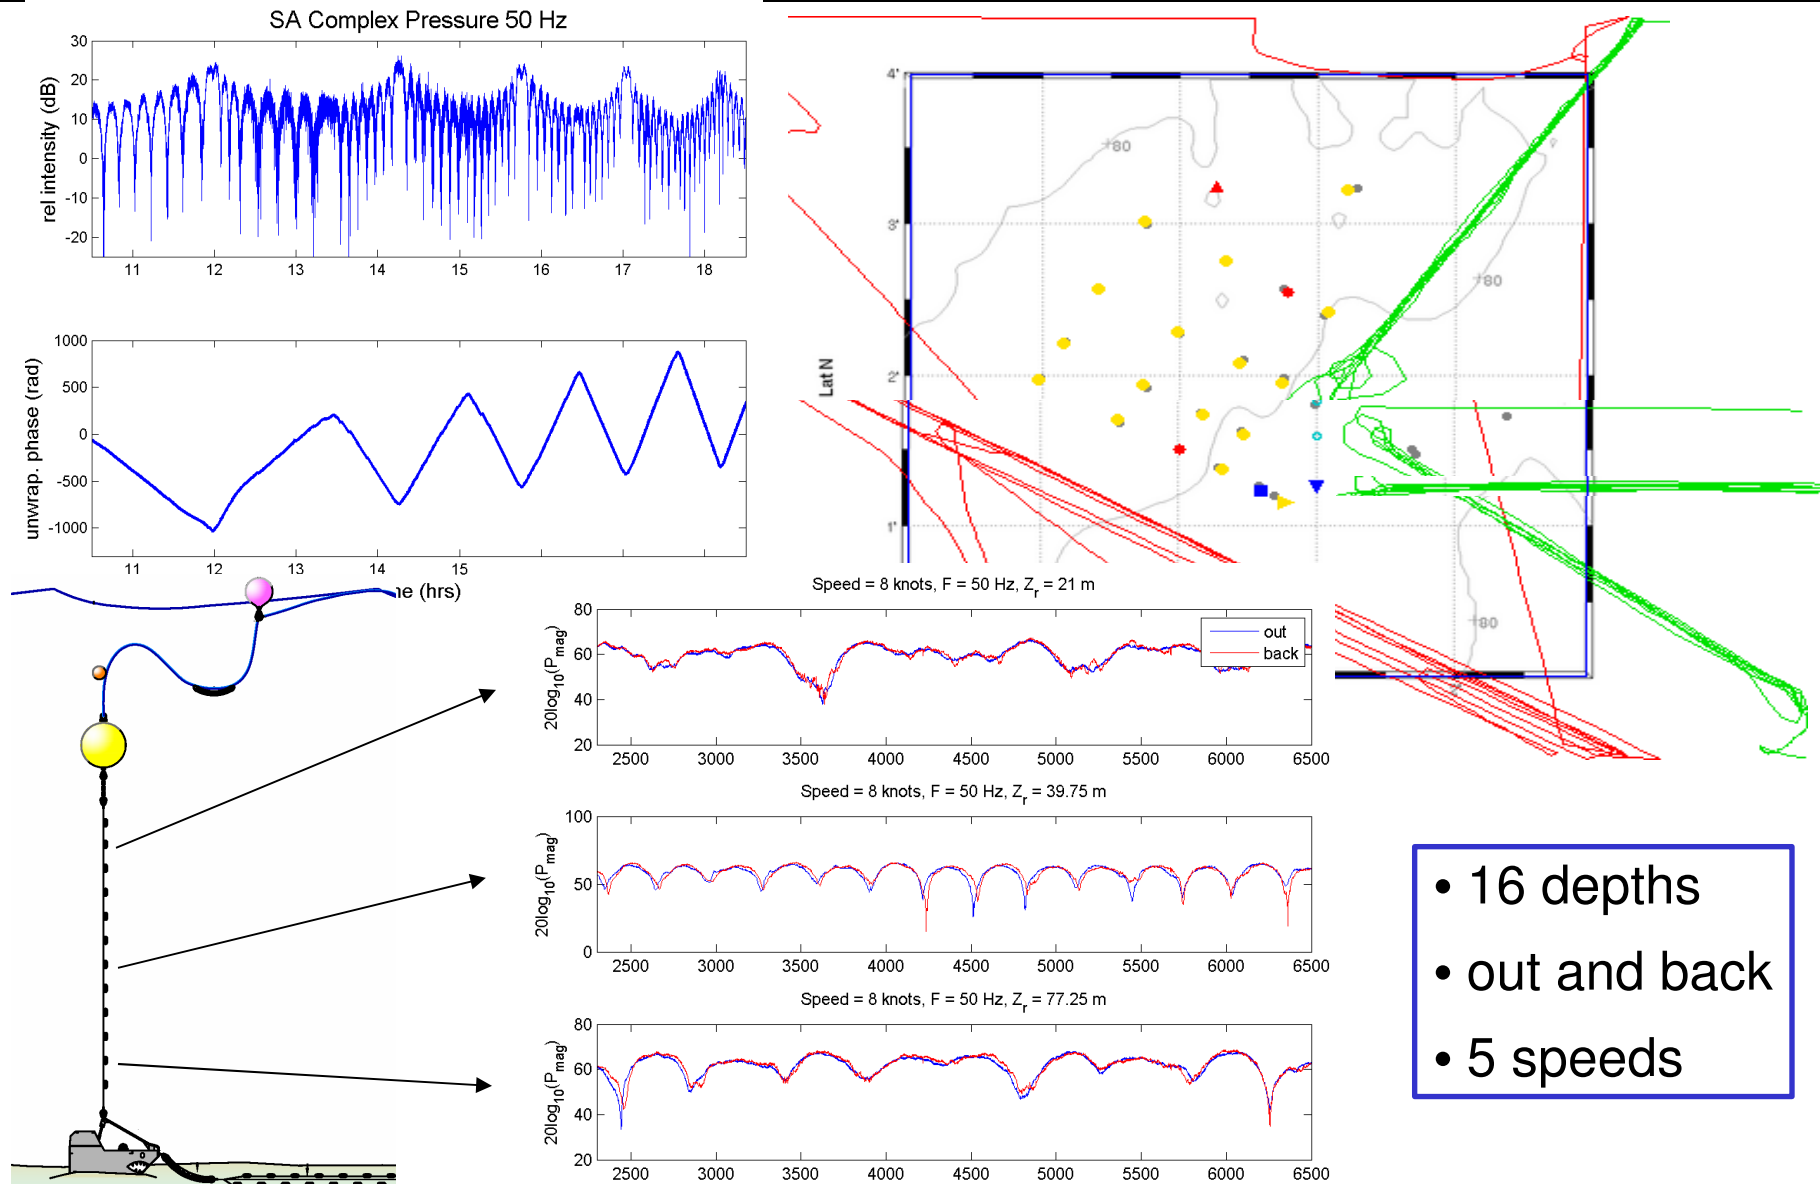 SA Complex Pressure 50 Hz
rel intensity (dB)
30
20
10
0
-10
-20
11 12 13 14 15 16 17 18
unwrap. phase (rad)
1000
500
0
-500
-1000
11 12 13 14 15
ne (hrs)
Lat N
4'
3'
2'
1'
80
80
80
Speed = 8 knots, F = 50 Hz, Zr = 21 m
20log10(Pmag)
80
60
40
20
out
back
2500 3000 3500 4000 4500 5000 5500 6000 6500
Speed = 8 knots, F = 50 Hz, Zr = 39.75 m
20log10(Pmag)
100
50
0
2500 3000 3500 4000 4500 5000 5500 6000 6500
Speed = 8 knots, F = 50 Hz, Zr = 77.25 m
20log10(Pmag)
80
60
40
20
2500 3000 3500 4000 4500 5000 5500 6000 6500
• 16 depths
• out and back
• 5 speeds